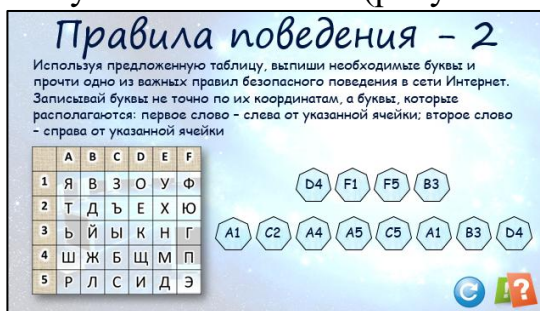 Правила поведения – 2
Используя предложенную таблицу, выпиши необходимые буквы и
прочти одно из важных правил безопасного поведения в сети Интернет.
Записывай буквы не точно по их координатам, а буквы, которые
располагаются: первое слово – слева от указанной ячейки; второе слово
– справа от указанной ячейки
A B C D E F
1 Я В З О У Ф
2 Т Д Ъ Е Х Ю
3 Ь Й Ы К Н Г
4 Ш Ж Б Щ М П
5 Р Л С И Д Э
D4 F1 F5 B3
A1 C2 A4 A5 C5 A1 B3 D4
!?